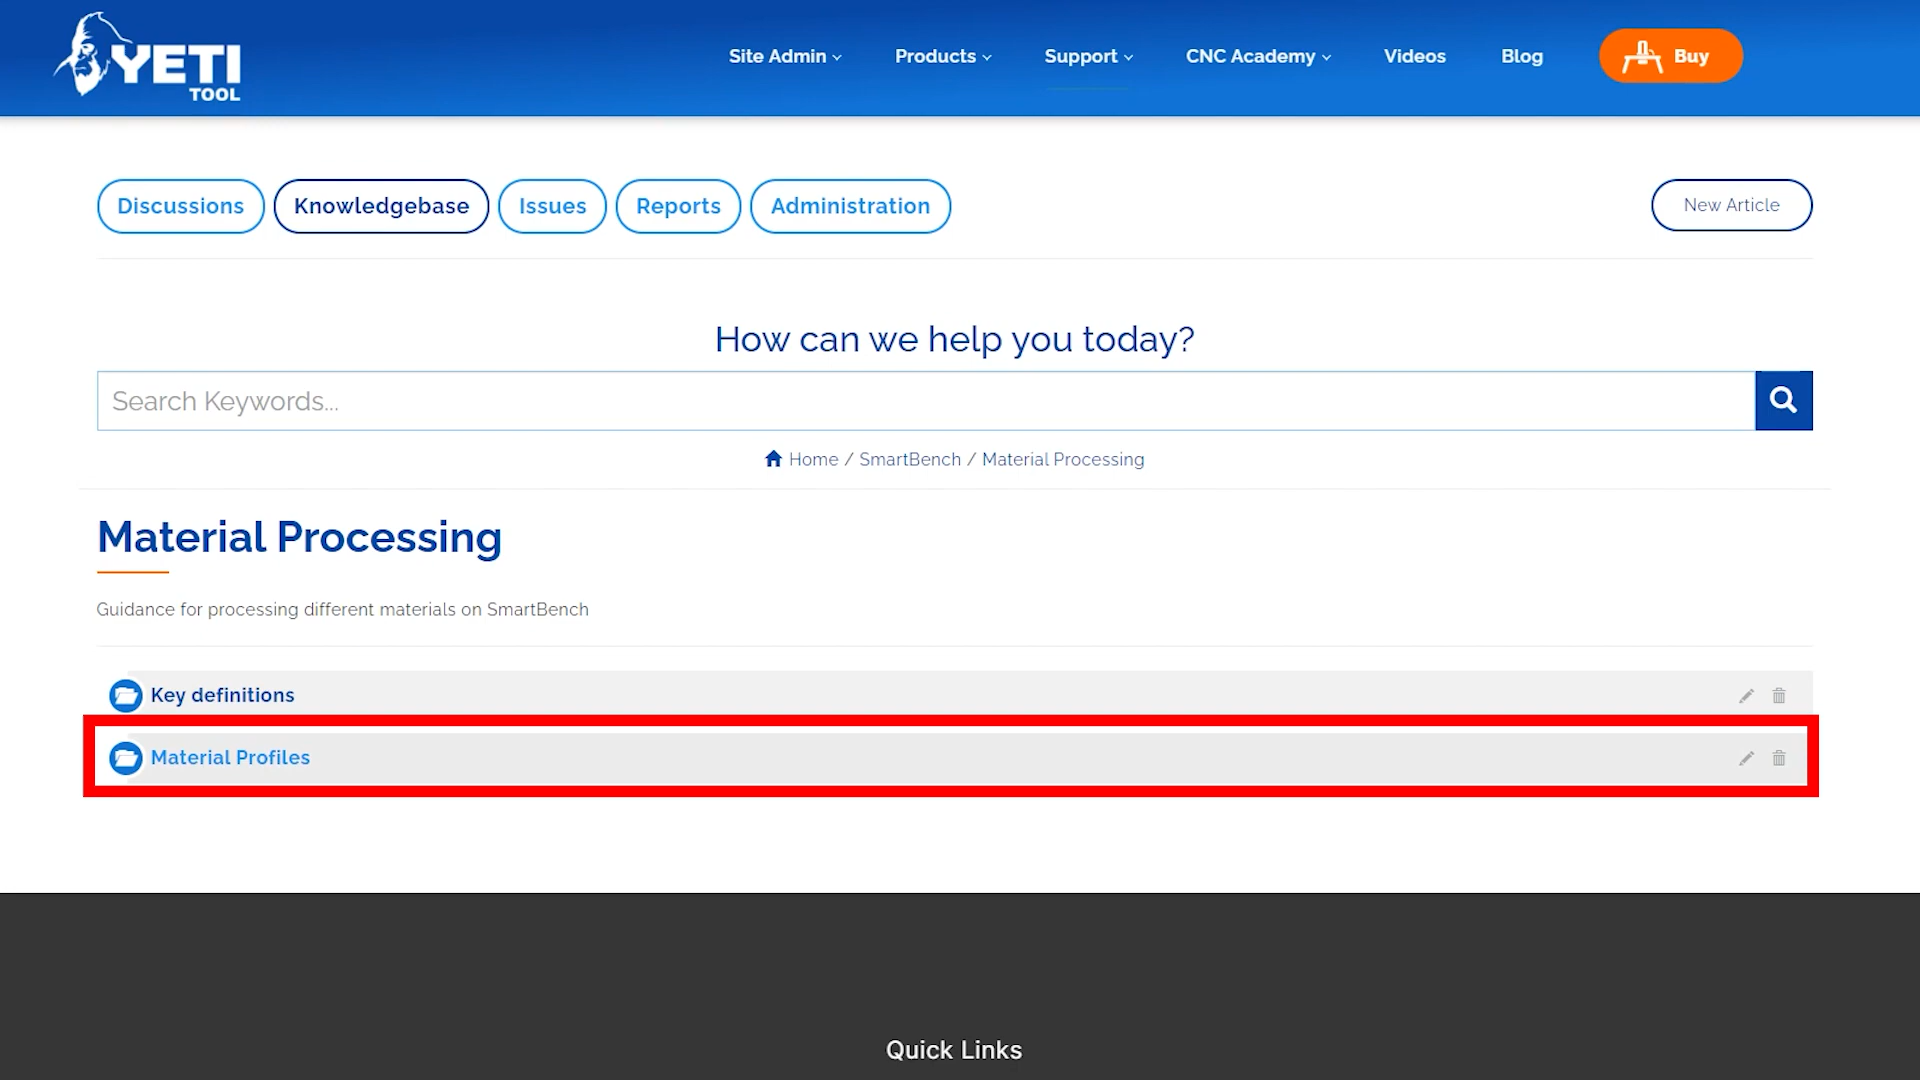 YETI
TOOL
Site Admin Products Support CNC Academy Videos Blog Buy
Discussions Knowledgebase Issues Reports Administration New Article
How can we help you today?
Search Keywords...
Home / SmartBench / Material Processing
Material Processing
Guidance for processing different materials on SmartBench
Key definitions
Material Profiles
Quick Links